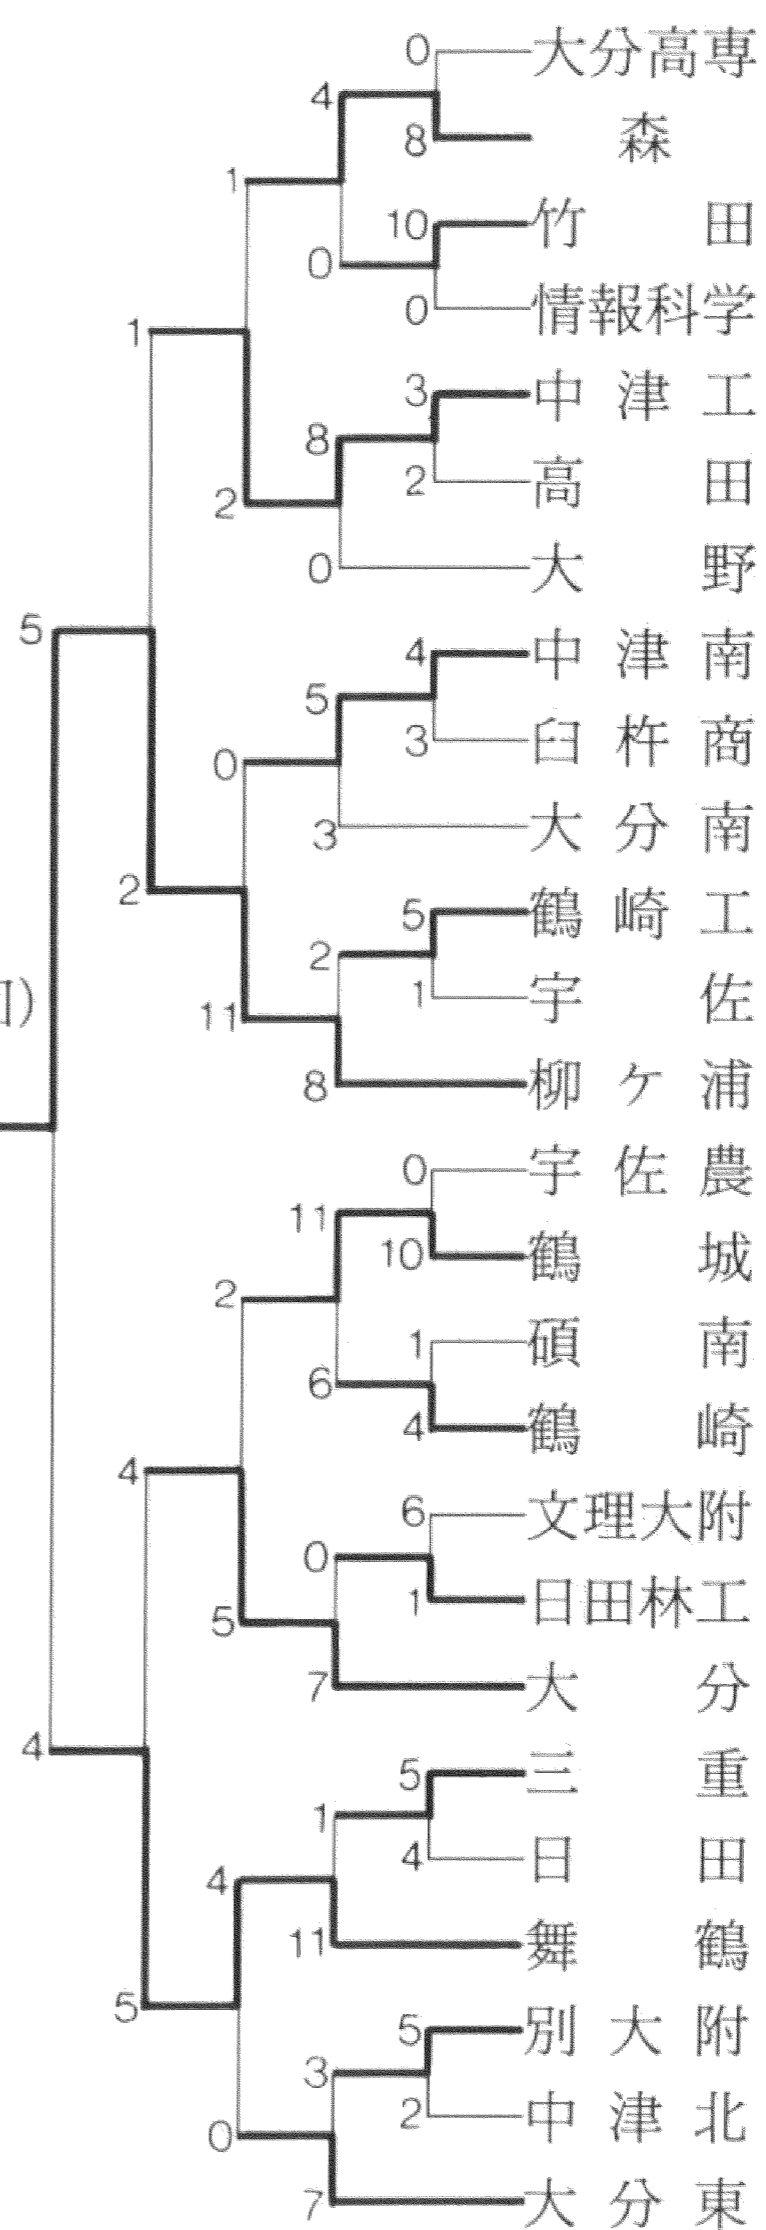 0 大分高専
4
8 森
1
10 竹田
0
0 情報科学
1
3 中津工
8
2 高田
2
0 大野
5
4 中津南
5
3 臼杵商
0
3 大分南
2
5 鶴崎工
2
1 宇佐
11
8 柳ケ浦
0 宇佐農
11
10 鶴城
2
1 碩南
6
4 鶴崎
4
6 文理大附
0
1 日田林工
5
7 大分
4
5 三重
1
4 日田
4
11 舞鶴
5
5 別大附
3
2 中津北
0
7 大分東